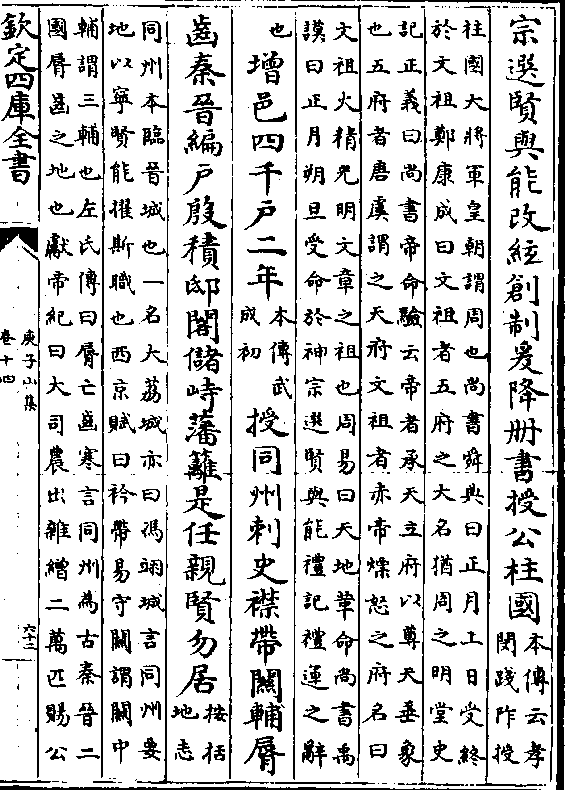 宗選賢與能改絃創制爰降册書授公柱國本傳云孝
閔踐阼授
柱國大將軍皇朝謂周也尚書舜典曰正月上日受終
於文祖鄭康成曰文祖者五府之大名猶周之明堂史
記正義曰尚書帝命驗云帝者承天立府以尊天垂象
也五府者唐虞謂之天府文祖者赤帝熛怒之府名曰
文祖火精光明文章之祖也周易曰天地革命尚書禹
謨曰正月朔旦受命於神宗選賢與能禮記禮運之辭
也增邑四千戶二年本傳武
成初授同州刺史襟帶關輔脣
齒秦晉編戶殷積邸閣儲峙藩籬是任親賢勿居按括
地志
同州本臨晉城也一名大荔城亦曰馮翊城言同州要
地以寧賢能擢斯職也西京賦曰衿帶易守關謂關中
輔謂三輔也左氏傳曰脣亡齒寒言同州為古秦晉二
國脣齒之地也獻帝紀曰大司農出雜繒二萬匹賜公
欽定四庫全書
庾子山集
卷十四
六十三